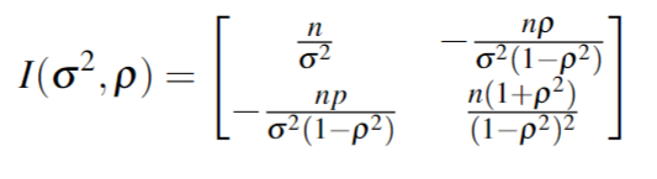 I(σ²,ρ) = [ n/σ²   −nρ/(σ²(1−ρ²))
−np/(σ²(1−ρ²))   n(1+ρ²)/(1−ρ²)² ]